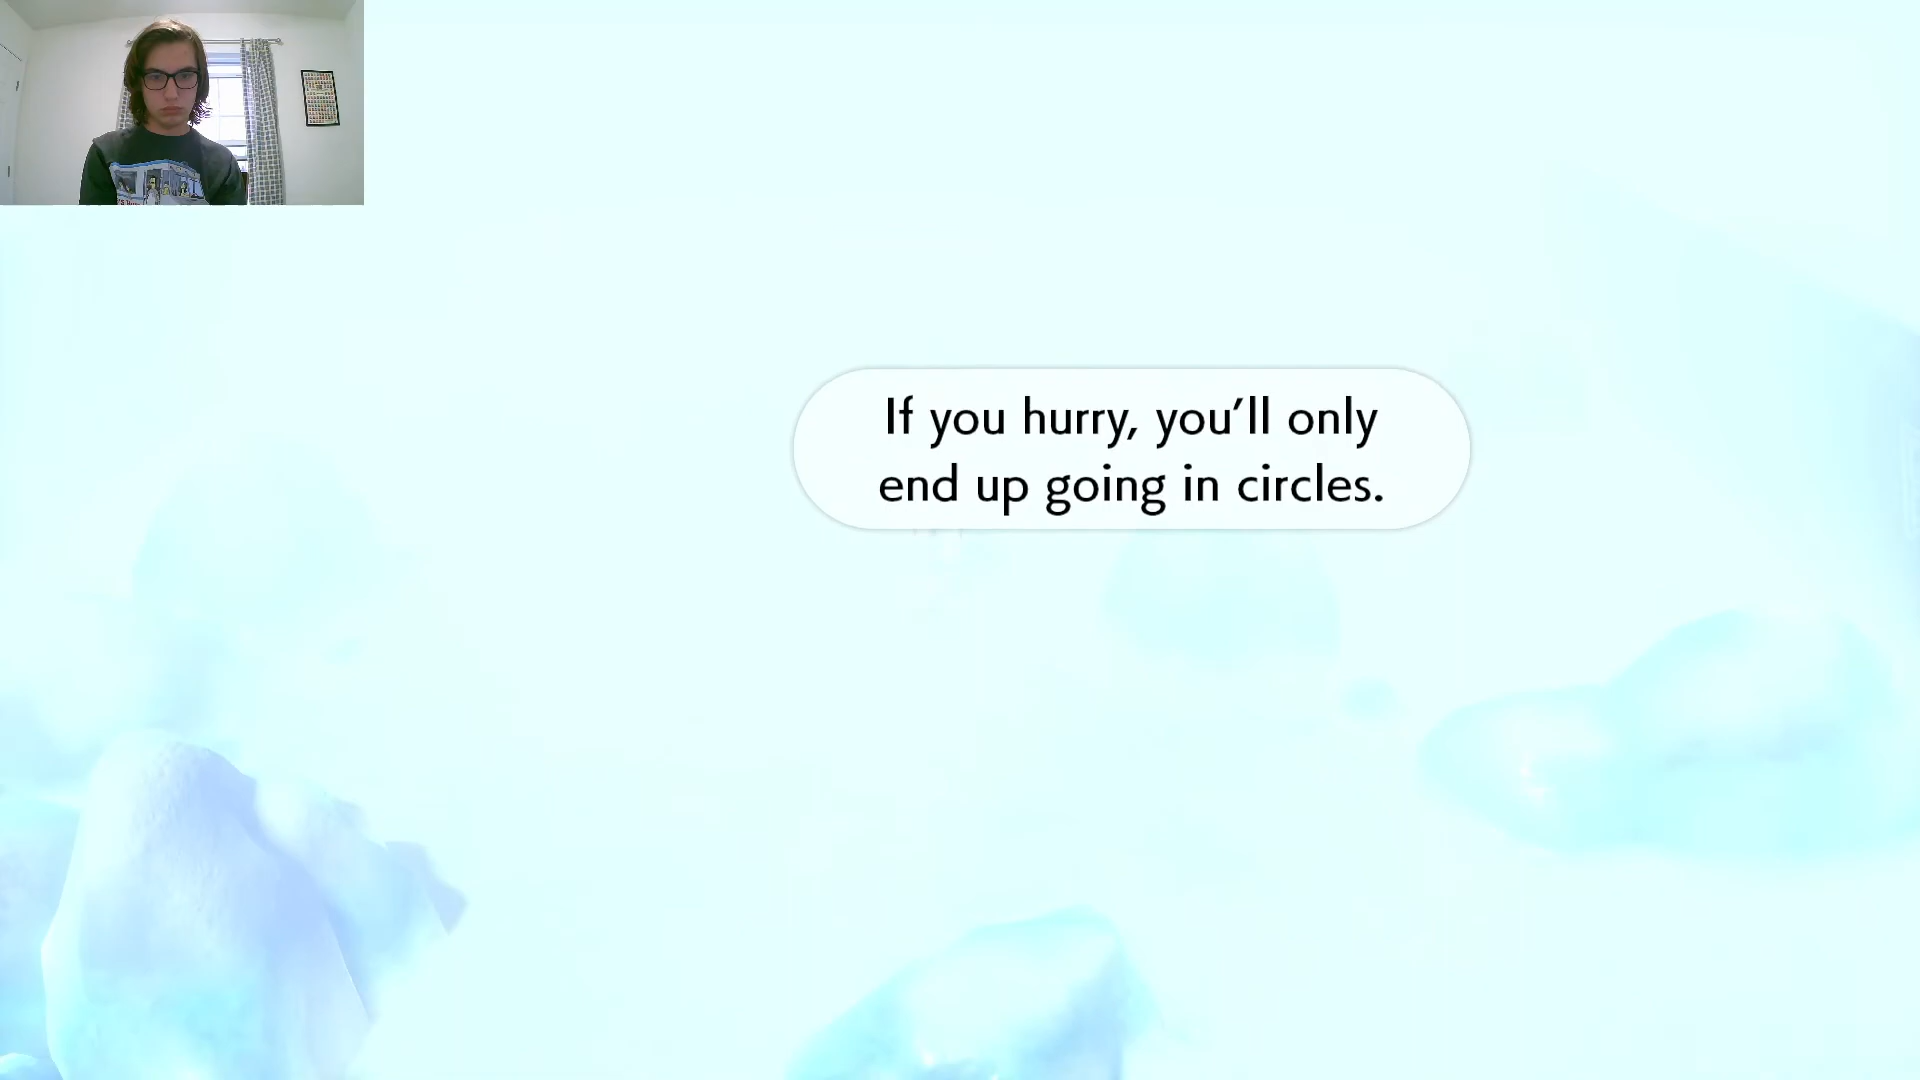 If you hurry, you’ll only
end up going in circles.